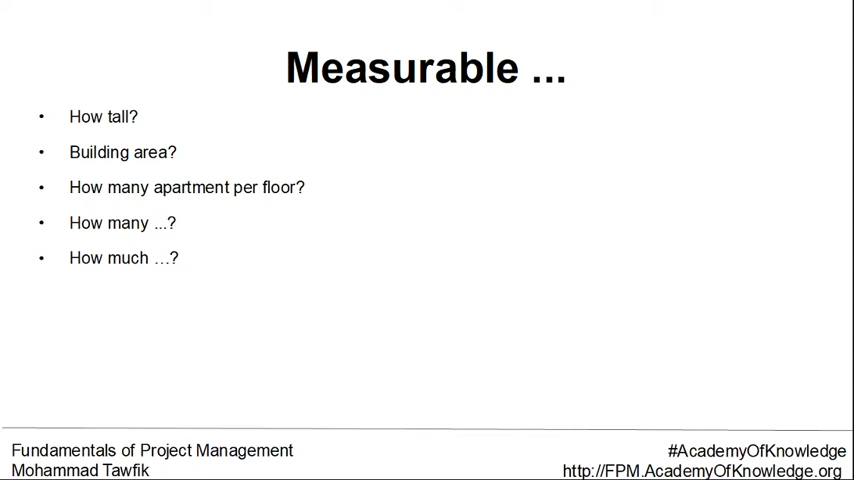 Measurable ...
• How tall?
• Building area?
• How many apartment per floor?
• How many ...?
• How much …?
Fundamentals of Project Management
Mohammad Tawfik
#AcademyOfKnowledge
http://FPM.AcademyOfKnowledge.org